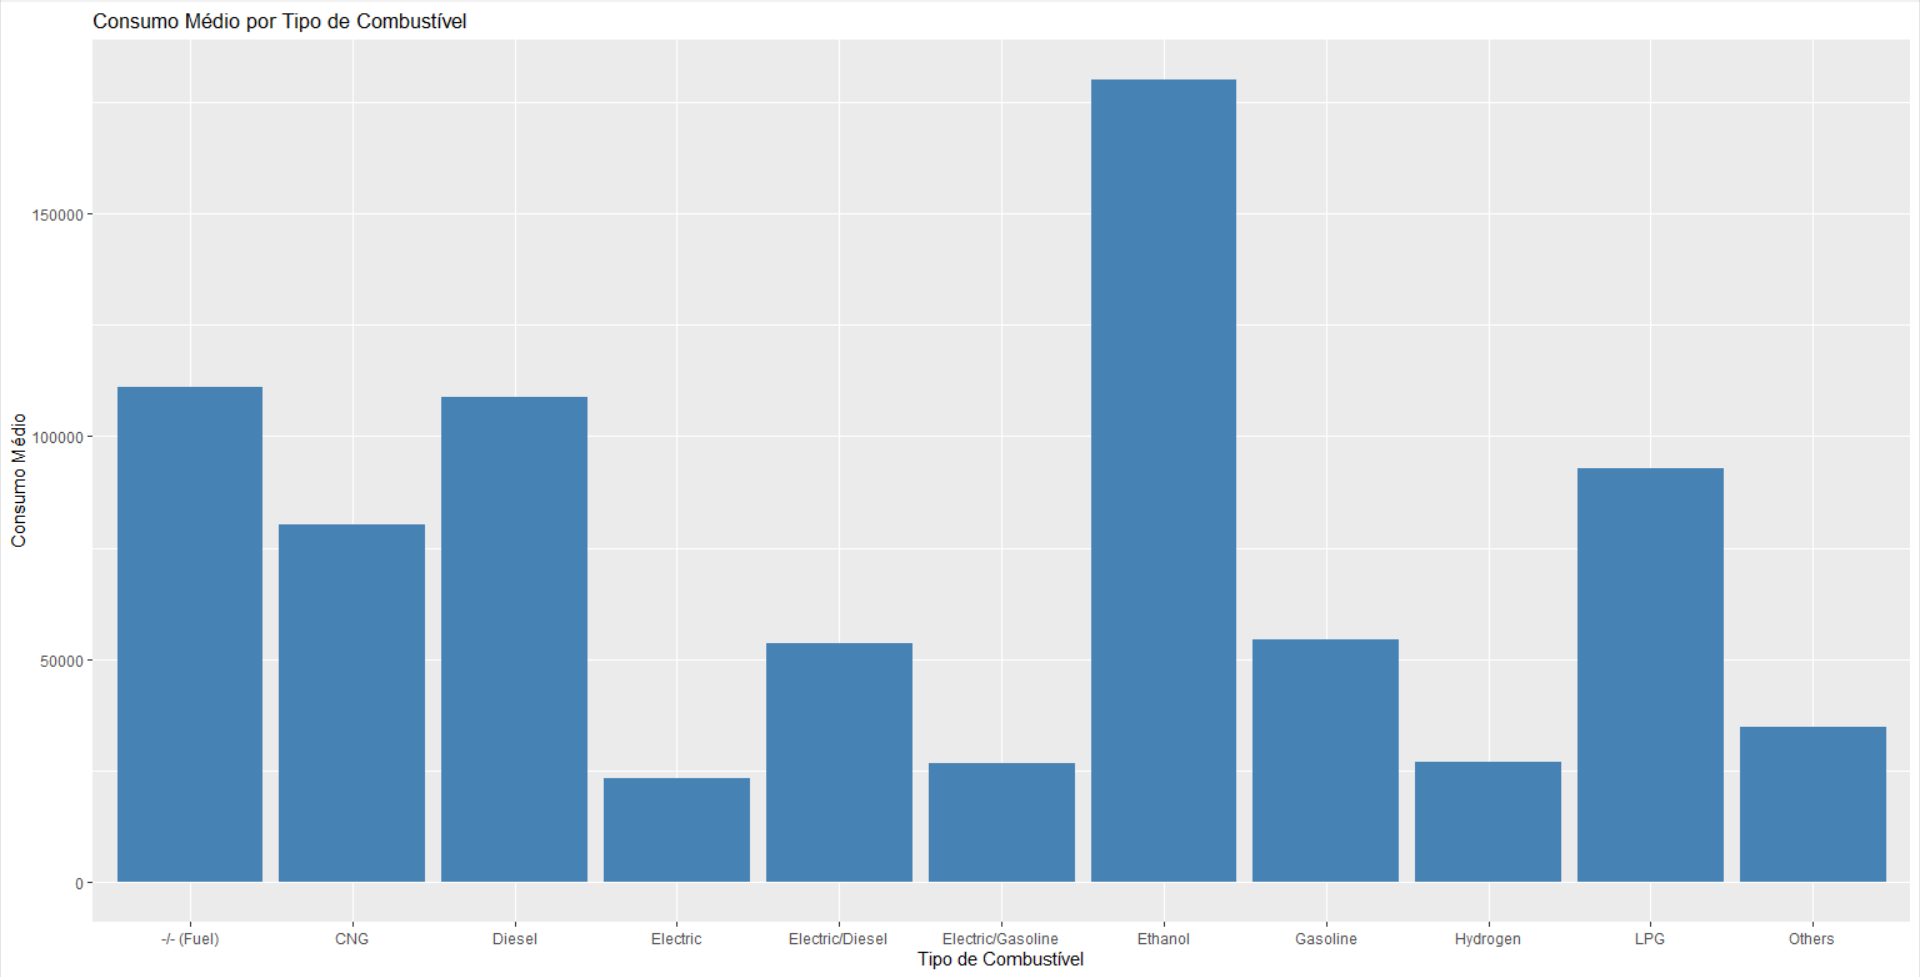 Consumo Médio por Tipo de Combustível
Consumo Médio
150000
100000
50000
0
-/- (Fuel) CNG Diesel Electric Electric/Diesel Electric/Gasoline Ethanol Gasoline Hydrogen LPG Others
Tipo de Combustível